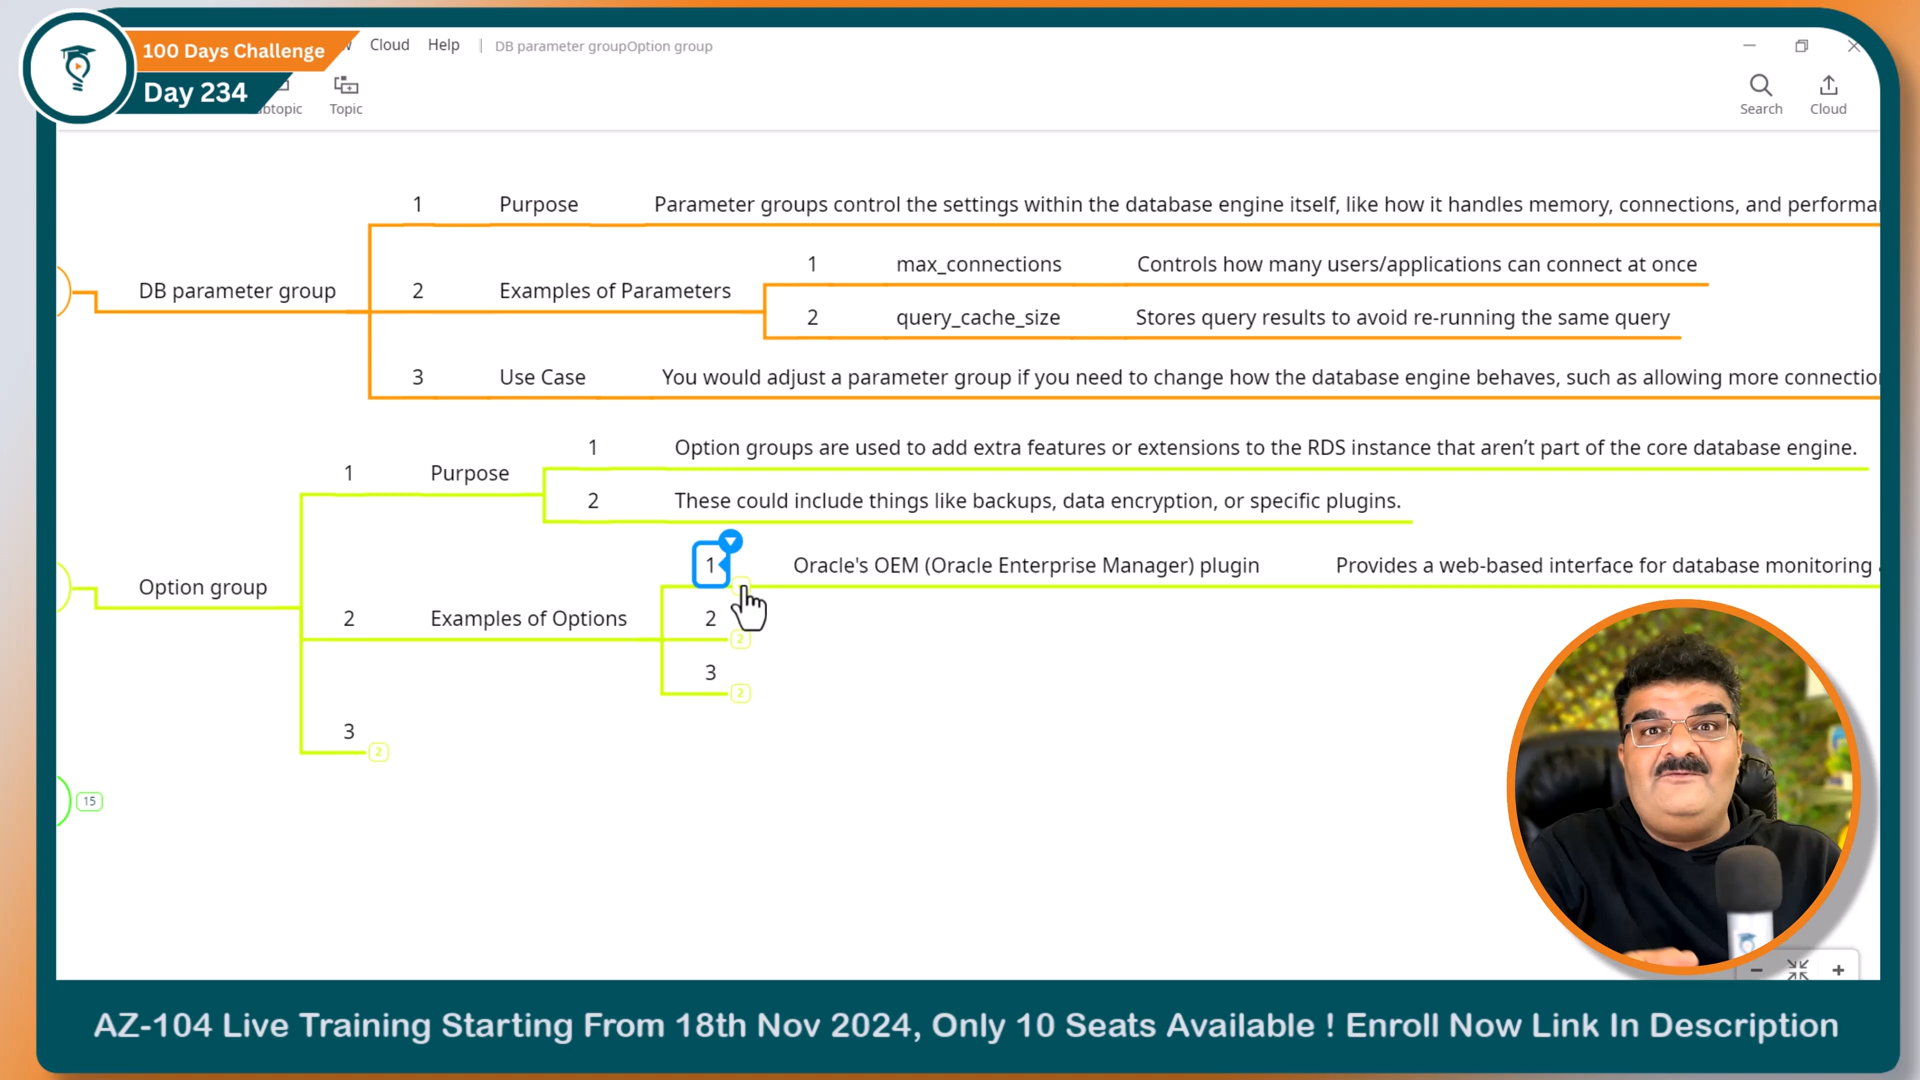 100 Days Challenge
Day 234
Cloud Help | DB parameter groupOption group
btopic Topic
Search Cloud
1 Purpose Parameter groups control the settings within the database engine itself, like how it handles memory, connections, and performa
1 max_connections Controls how many users/applications can connect at once
DB parameter group 2 Examples of Parameters
2 query_cache_size Stores query results to avoid re-running the same query
3 Use Case You would adjust a parameter group if you need to change how the database engine behaves, such as allowing more connectio
1 Option groups are used to add extra features or extensions to the RDS instance that aren’t part of the core database engine.
1 Purpose
2 These could include things like backups, data encryption, or specific plugins.
1 Oracle's OEM (Oracle Enterprise Manager) plugin Provides a web-based interface for database monitoring
Option group
2 Examples of Options
2 2
3 2
3 2
15
AZ-104 Live Training Starting From 18th Nov 2024, Only 10 Seats Available ! Enroll Now Link In Description